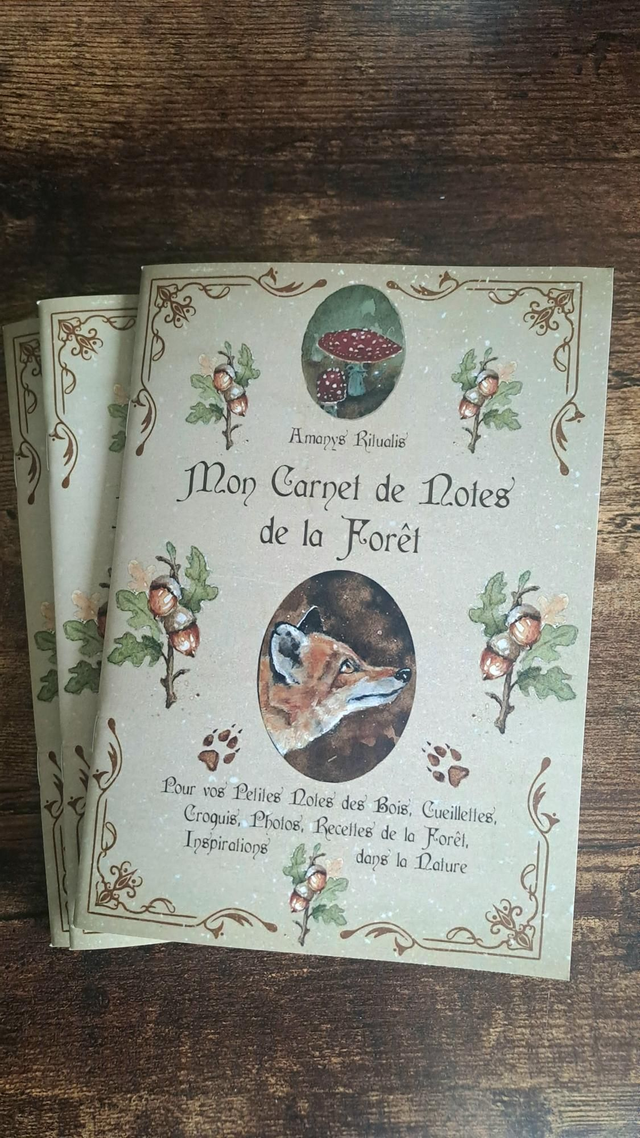 Amanys Ritualis
Mon Carnet de Notes
de la Forêt
Pour vos Petites Notes des Bois, Cueillettes,
Croquis, Photos, Recettes de la Forêt,
Inspirations dans la Nature